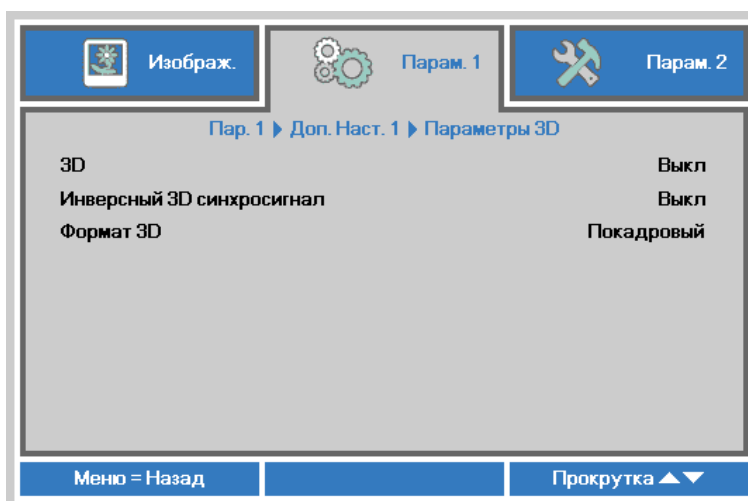 Изображ. Парам. 1 Парам. 2
Пар. 1 ▶ Доп. Наст. 1 ▶ Параметры 3D
3D Выкл
Инверсный 3D синхросигнал Выкл
Формат 3D Покадровый
Меню = Назад Прокрутка ▲▼